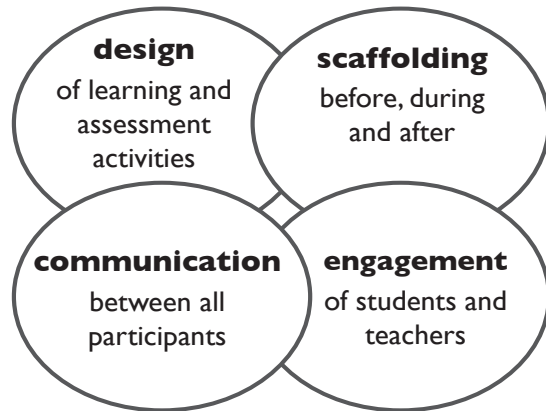 design
of learning and
assessment
activities
scaffolding
before, during
and after
communication
between all
participants
engagement
of students and
teachers